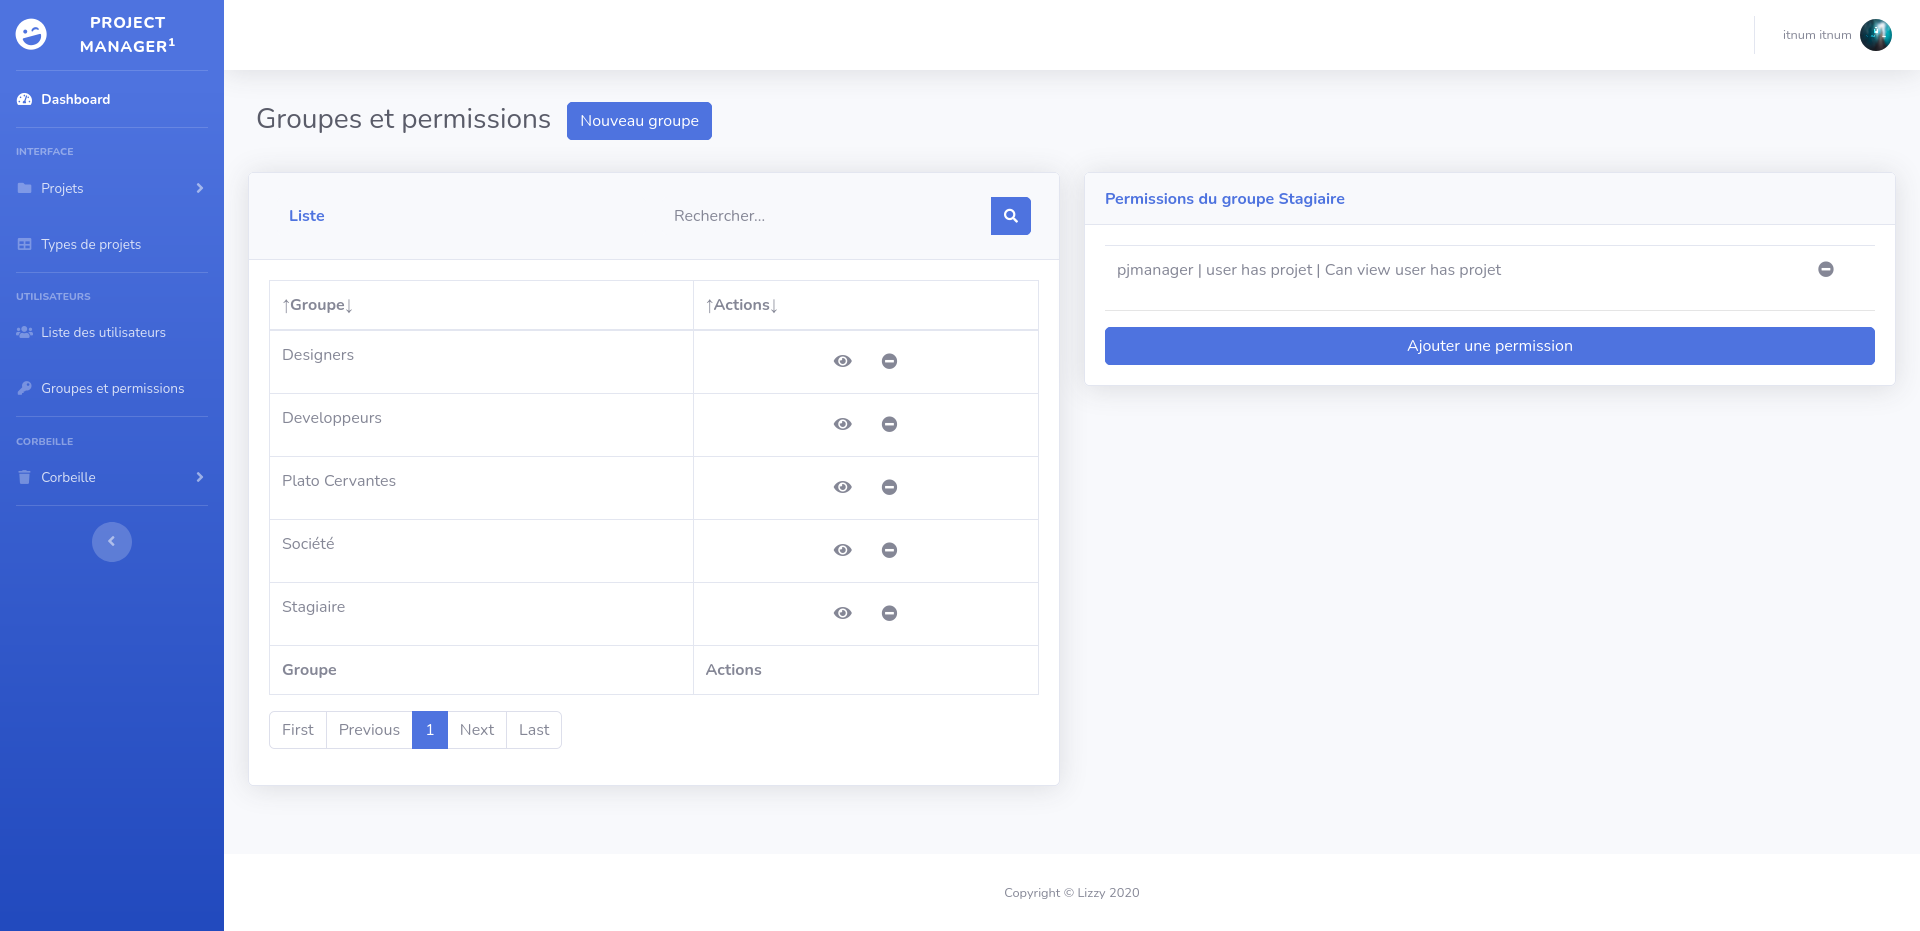 PROJECT
MANAGER¹
Dashboard
INTERFACE
Projets
Types de projets
UTILISATEURS
Liste des utilisateurs
Groupes et permissions
CORBEILLE
Corbeille
itnum itnum
Groupes et permissions
Nouveau groupe
Liste
Rechercher...
↑Groupe↓ ↑Actions↓
Designers
Developpeurs
Plato Cervantes
Société
Stagiaire
Groupe Actions
First Previous 1 Next Last
Permissions du groupe Stagiaire
pjmanager | user has projet | Can view user has projet
Ajouter une permission
Copyright © Lizzy 2020